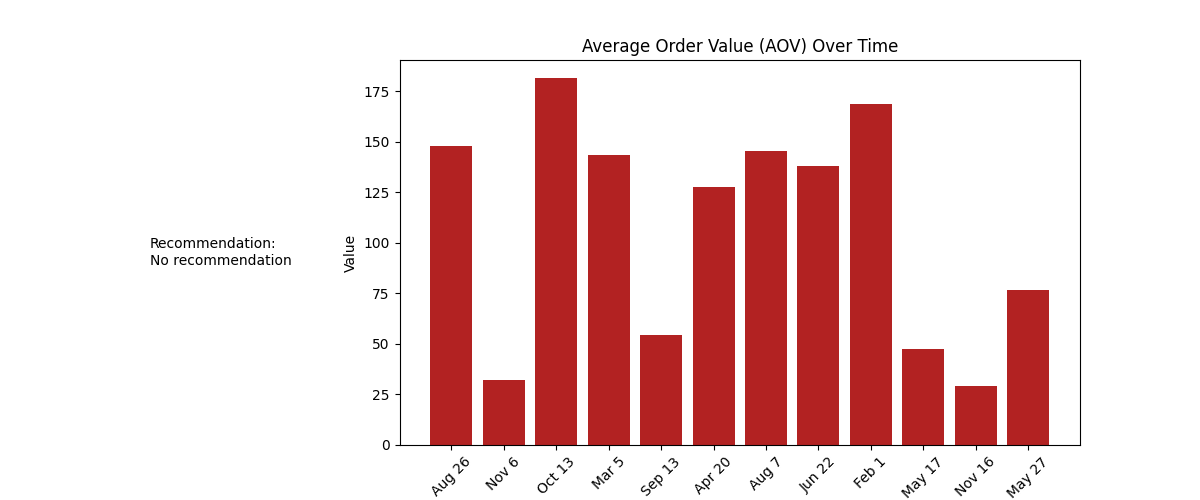 Average Order Value (AOV) Over Time
Recommendation:
No recommendation
Value
175
150
125
100
75
50
25
0
Aug 26
Nov 6
Oct 13
Mar 5
Sep 13
Apr 20
Aug 7
Jun 22
Feb 1
May 17
Nov 16
May 27